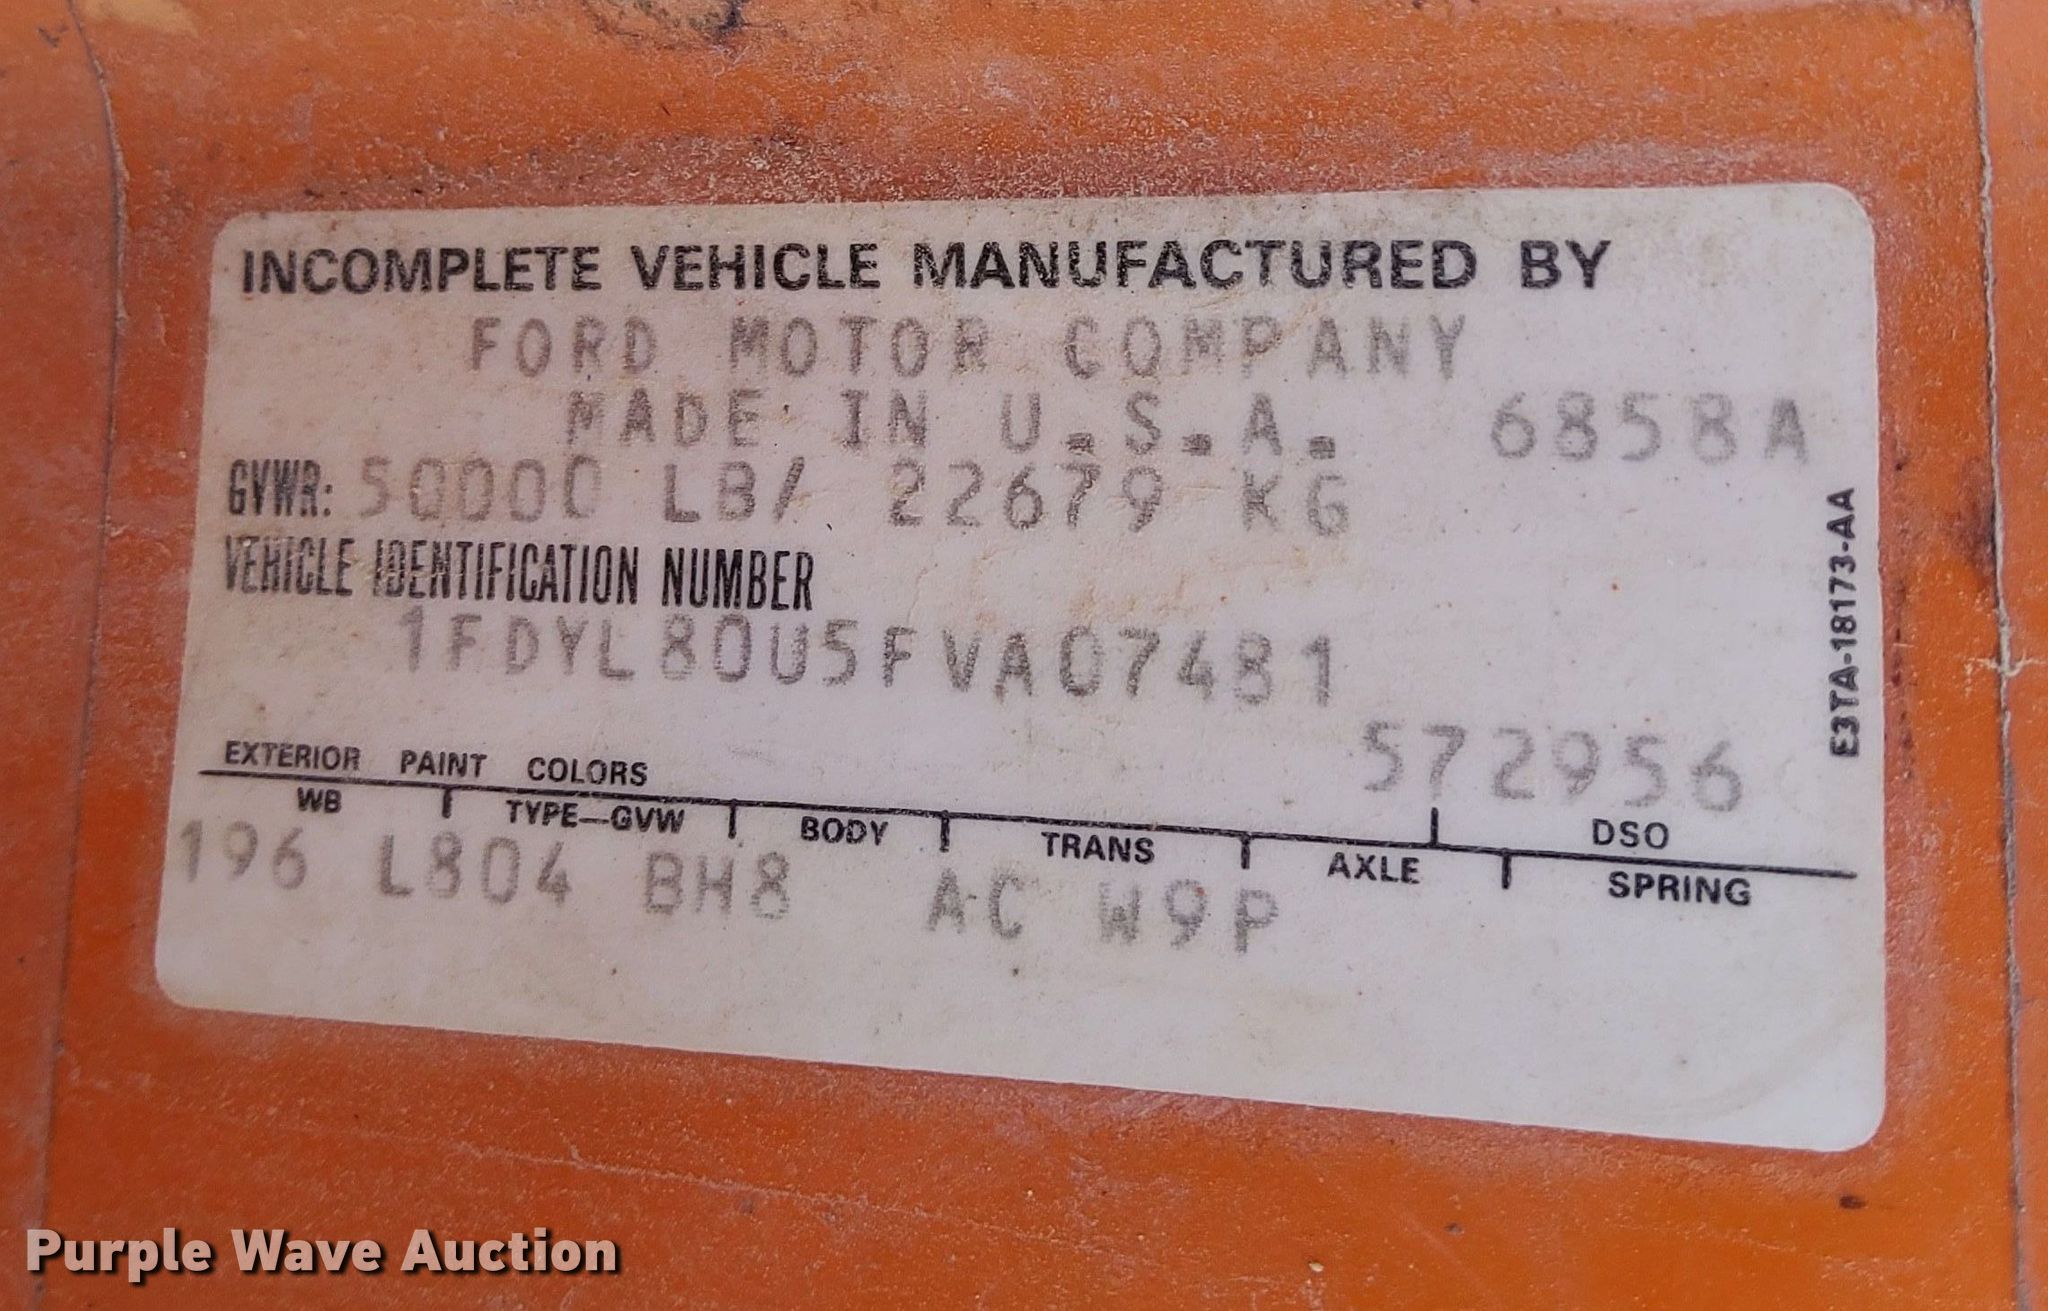 INCOMPLETE VEHICLE MANUFACTURED BY
FORD MOTOR COMPANY
MADE IN U.S.A. 6858A
GVWR: 50000 LB/ 22679 KG
VEHICLE IDENTIFICATION NUMBER
1FDYL80U5FVA07481
E3TA-18173-AA
572956
EXTERIOR PAINT COLORS DSO
WB TYPE-GVW BODY TRANS AXLE SPRING
196 L804 BH8 AC W9P
Purple Wave Auction